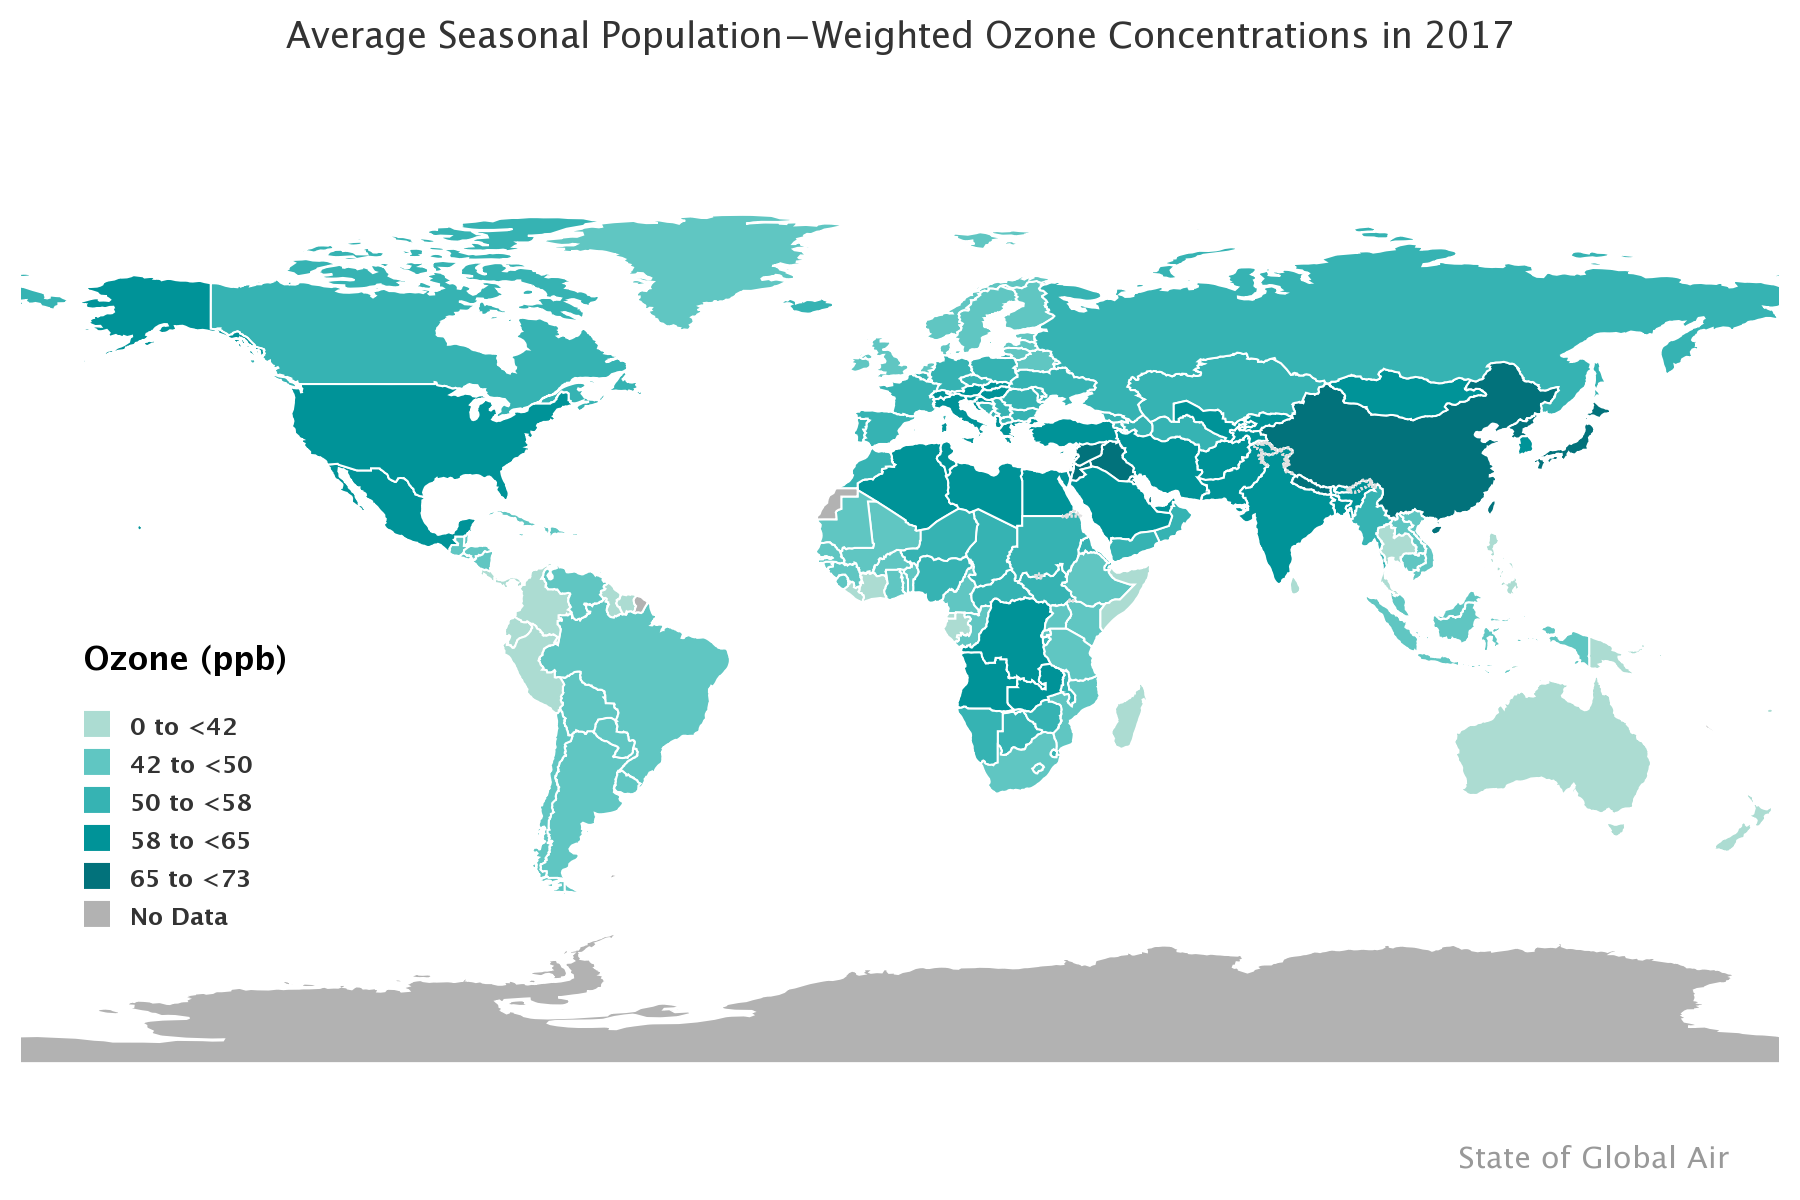 Average Seasonal Population−Weighted Ozone Concentrations in 2017
Ozone (ppb)
0 to <42
42 to <50
50 to <58
58 to <65
65 to <73
No Data
State of Global Air